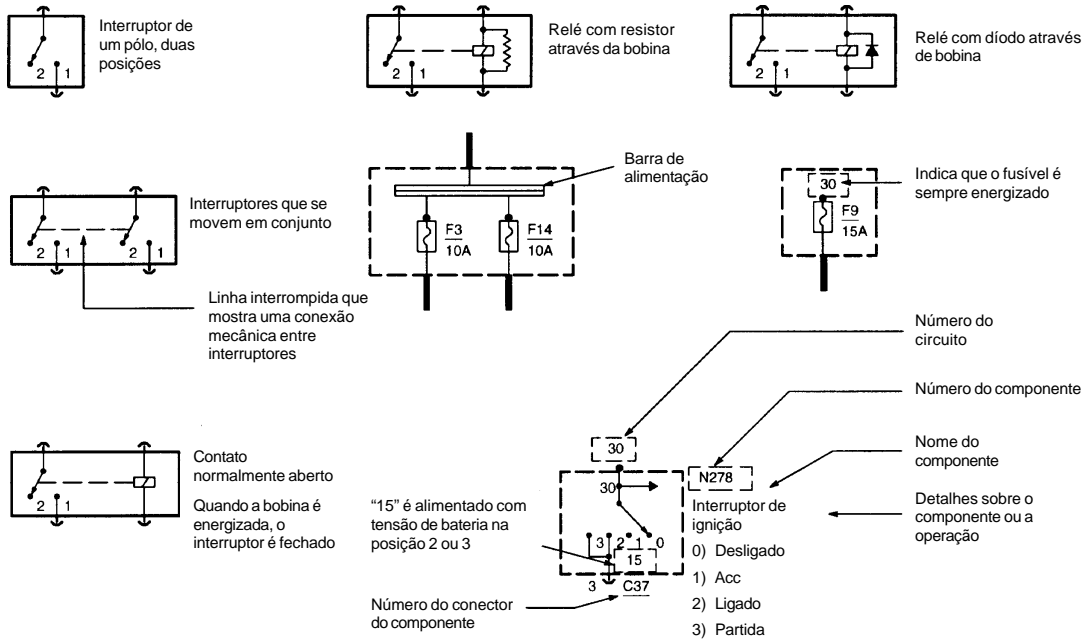 Interruptor de
um pólo, duas
posições
2 1
Relé com resistor
através da bobina
2 1
Relé com díodo através
de bobina
2 1
Interruptores que se
movem em conjunto
2 1 2 1
Linha interrompida que
mostra uma conexão
mecânica entre
interruptores
Barra de
alimentação
F3
10A
F14
10A
Indica que o fusível é
sempre energizado
30
F9
15A
Contato
normalmente aberto
Quando a bobina é
energizada, o
interruptor é fechado
2 1
Número do
circuito
Número do componente
Nome do
componente
Detalhes sobre o
componente ou a
operação
30
30
N278
Interruptor de
ignição
0) Desligado
1) Acc
2) Ligado
3) Partida
"15" é alimentado com
tensão de bateria na
posição 2 ou 3
3 2 1 0
15
3 C37
Número do conector
do componente